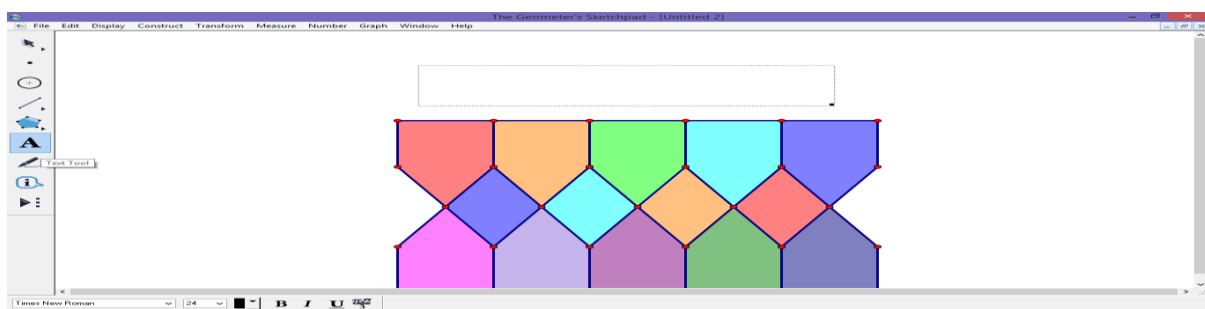 The Geometer's Sketchpad - [Untitled 2]
File Edit Display Construct Transform Measure Number Graph Window Help
A
Text Tool
Times New Roman 24 B I U